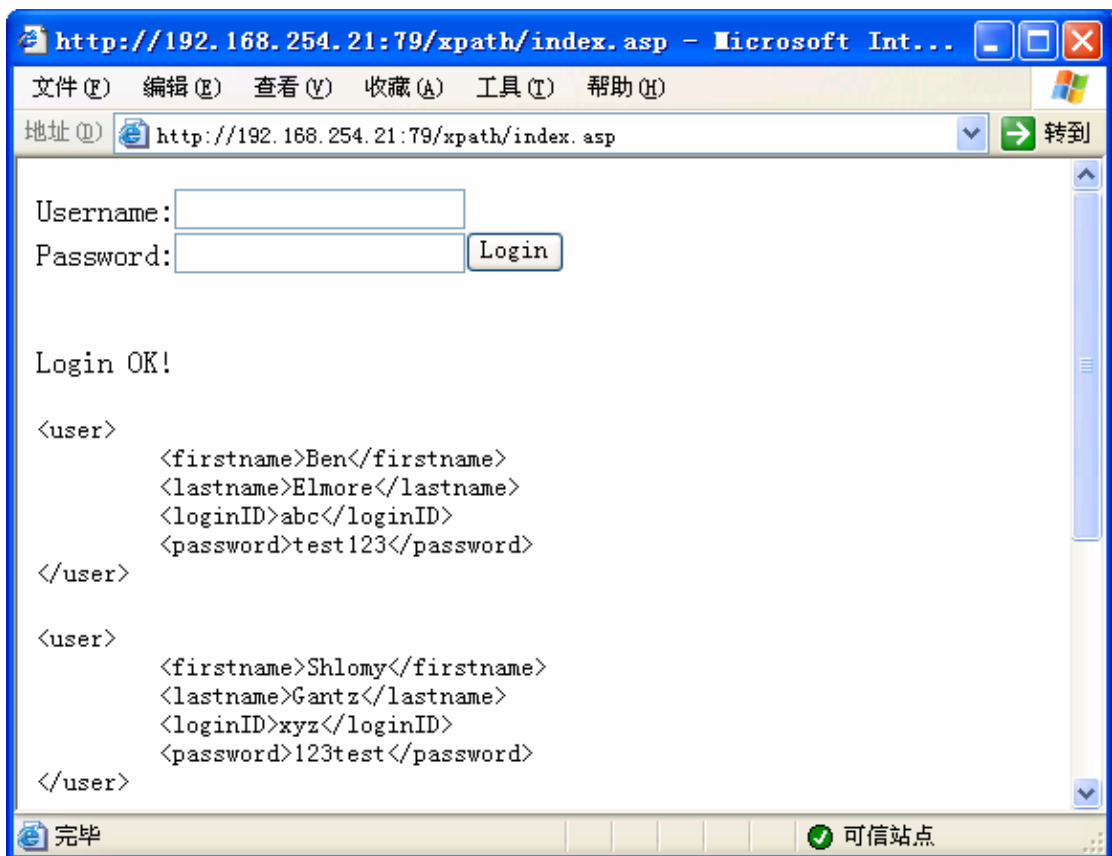 http://192.168.254.21:79/xpath/index.asp - Microsoft Int...
文件(F) 编辑(E) 查看(V) 收藏(A) 工具(T) 帮助(H)
地址(D) http://192.168.254.21:79/xpath/index.asp 转到
Username:
Password: Login
Login OK!
<user>
<firstname>Ben</firstname>
<lastname>Elmore</lastname>
<loginID>abc</loginID>
<password>test123</password>
</user>
<user>
<firstname>Shlomy</firstname>
<lastname>Gantz</lastname>
<loginID>xyz</loginID>
<password>123test</password>
</user>
完毕 可信站点